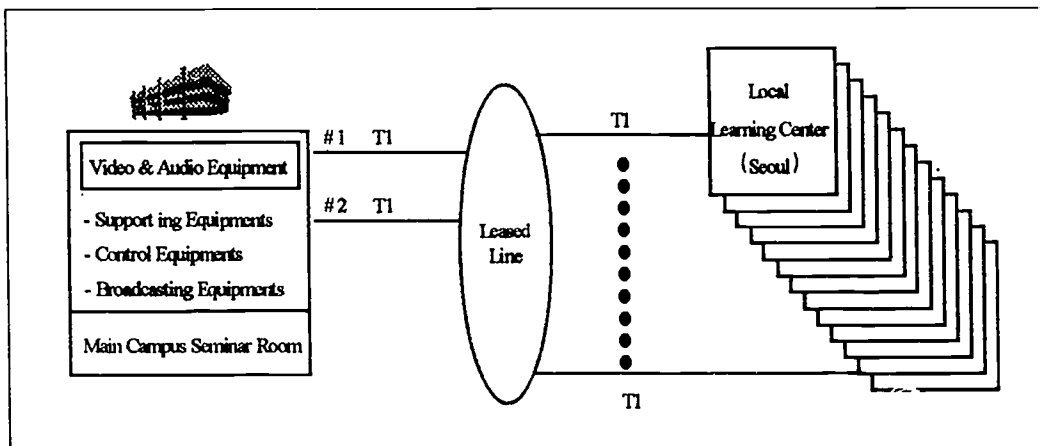 Video & Audio Equipment
- Support ing Equipments
- Control Equipments
- Broadcasting Equipments
Main Campus Seminar Room
#1 T1
#2 T1
Leased
Line
T1
T1
Local
Learning Center
(Seoul)